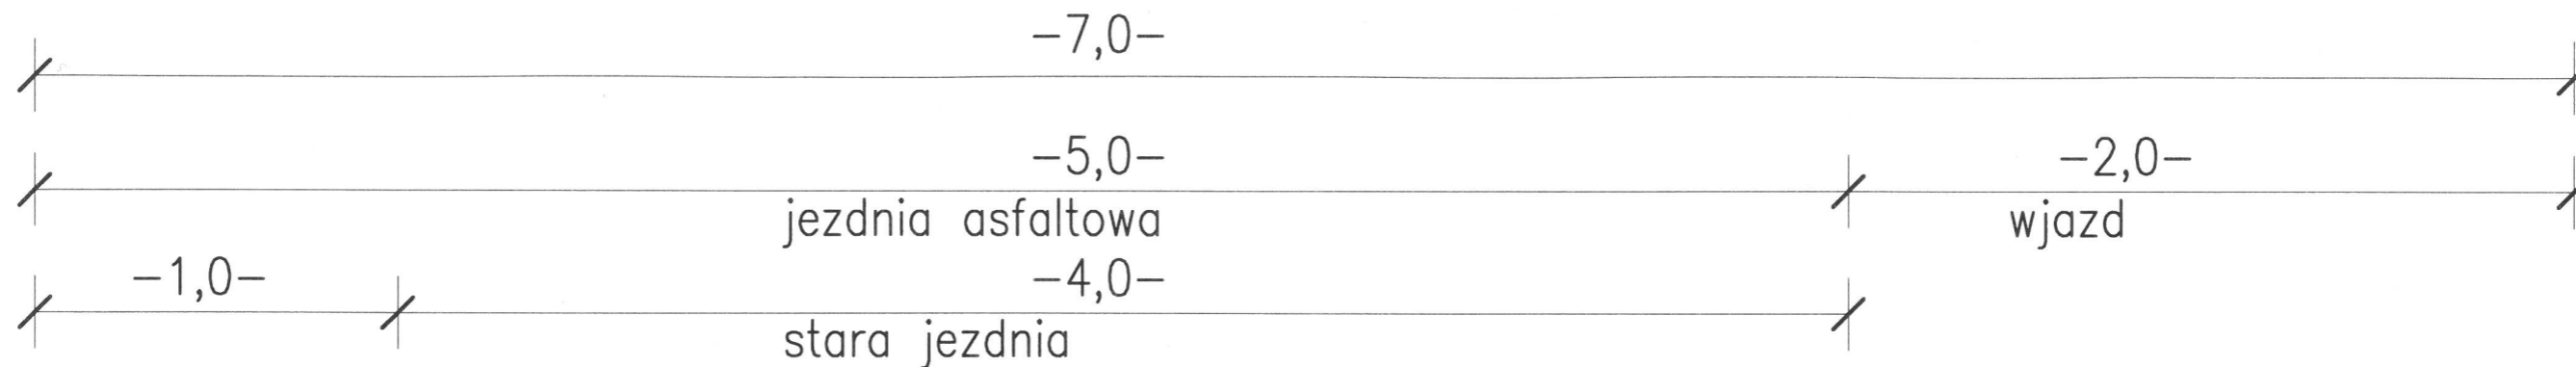 –7,0–
–5,0– –2,0–
jezdnia asfaltowa wjazd
–1,0– –4,0–
stara jezdnia